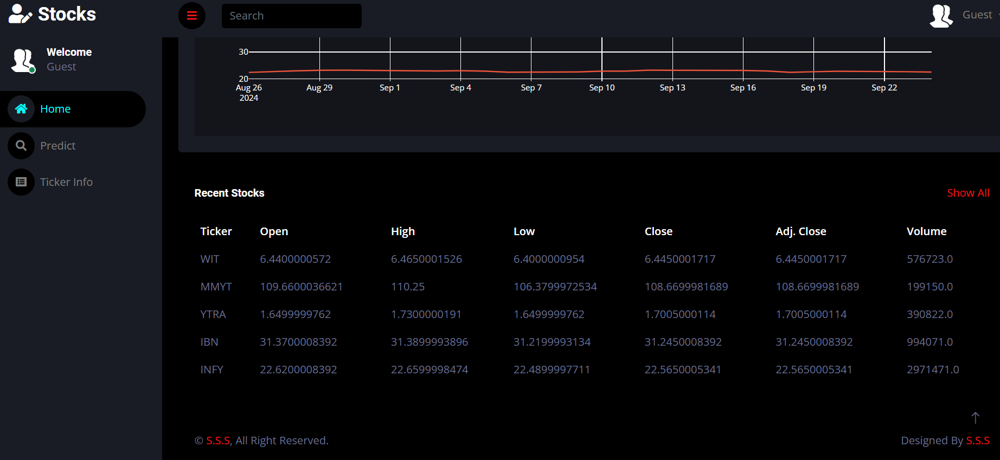 Stocks
Search
Guest
Welcome
Guest
Home
Predict
Ticker Info
30
20
Aug 26 Aug 29 Sep 1 Sep 4 Sep 7 Sep 10 Sep 13 Sep 16 Sep 19 Sep 22
2024
Recent Stocks Show All
Ticker Open High Low Close Adj. Close Volume
WIT 6.4400000572 6.4650001526 6.4000000954 6.4450001717 6.4450001717 576723.0
MMYT 109.6600036621 110.25 106.3799972534 108.6699981689 108.6699981689 199150.0
YTRA 1.6499999762 1.7300000191 1.6499999762 1.7005000114 1.7005000114 390822.0
IBN 31.3700008392 31.3899993896 31.2199993134 31.2450008392 31.2450008392 994071.0
INFY 22.6200008392 22.6599998474 22.4899997711 22.5650005341 22.5650005341 2971471.0
© S.S.S, All Right Reserved. Designed By S.S.S